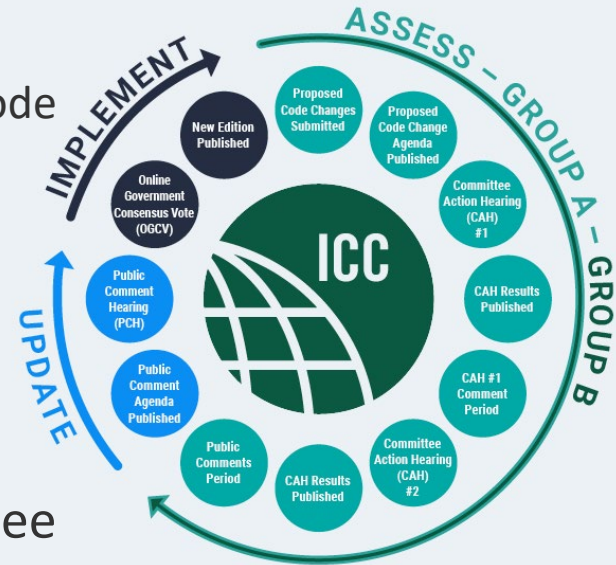 ode
ee
ASSESS – GROUP A – GROUP B
IMPLEMENT
UPDATE
ICC
Proposed
Code Changes
Submitted
Proposed
Code Change
Agenda
Published
Committee
Action Hearing
(CAH)
#1
CAH Results
Published
CAH #1
Comment
Period
Committee
Action Hearing
(CAH)
#2
CAH Results
Published
Public
Comments
Period
Public
Comment
Agenda
Published
Public
Comment
Hearing
(PCH)
Online
Government
Consensus Vote
(OGCV)
New Edition
Published